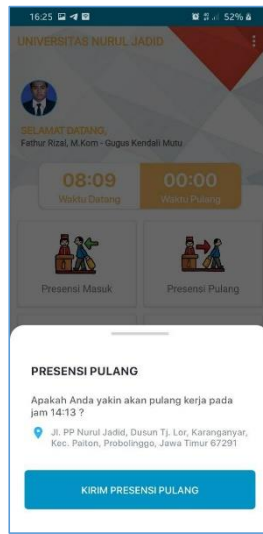 16:25
52%
UNIVERSITAS NURUL JADID
SELAMAT DATANG,
Fathur Rizal, M.Kom - Gugus Kendali Mutu
08:09
00:00
Waktu Datang
Waktu Pulang
Presensi Masuk
Presensi Pulang
PRESENSI PULANG
Apakah Anda yakin akan pulang kerja pada
jam 14:13 ?
Jl. PP Nurul Jadid, Dusun Tj. Lor, Karanganyar,
Kec. Paiton, Probolinggo, Jawa Timur 67291
KIRIM PRESENSI PULANG